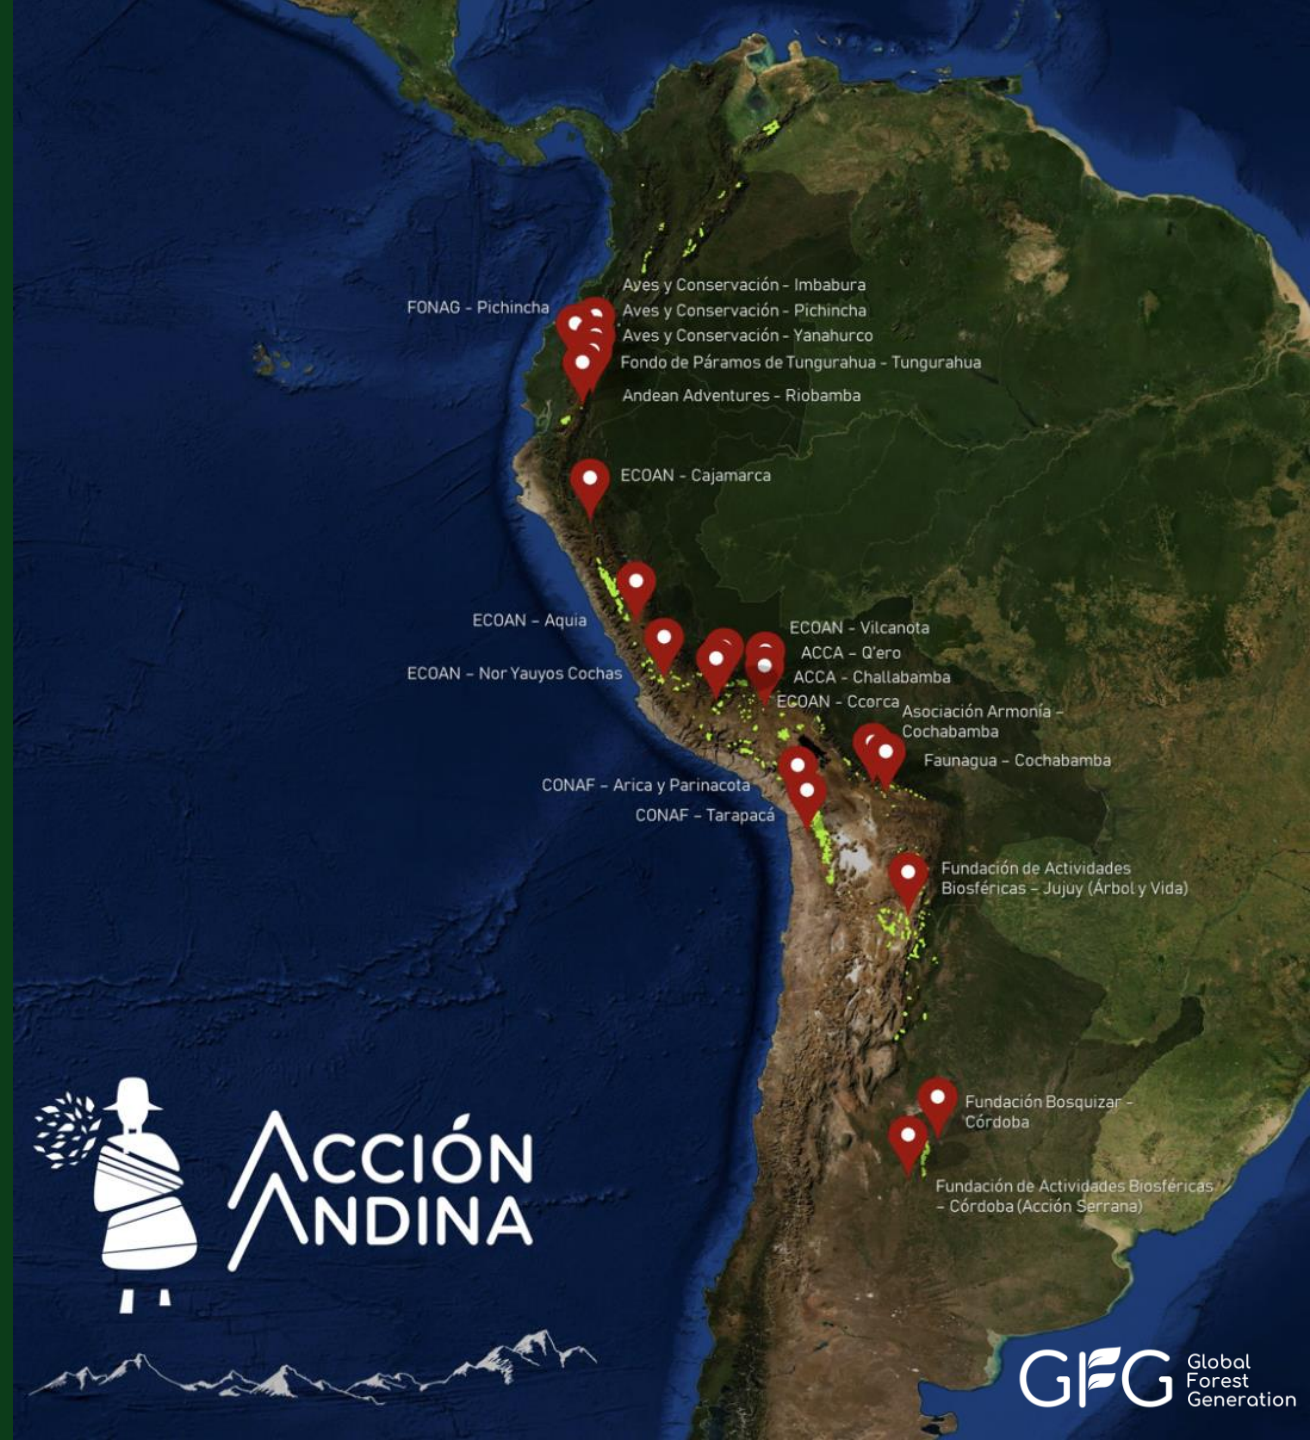 Aves y Conservación - Imbabura
FONAG - Pichincha
Aves y Conservación - Pichincha
Aves y Conservación - Yanahurco
Fondo de Páramos de Tungurahua - Tungurahua
Andean Adventures - Riobamba
ECOAN - Cajamarca
ECOAN – Aquia
ECOAN – Nor Yauyos Cochas
ECOAN - Vilcanota
ACCA – Q'ero
ACCA – Challabamba
ECOAN - Ccorca
Asociación Armonía –
Cochabamba
Faunagua – Cochabamba
CONAF – Arica y Parinacota
CONAF – Tarapacá
Fundación de Actividades
Biosféricas – Jujuy (Árbol y Vida)
Fundación Bosquizar –
Córdoba
Fundación de Actividades Biosféricas
– Córdoba (Acción Serrana)
ACCIÓN
ANDINA
GFG
Global
Forest
Generation